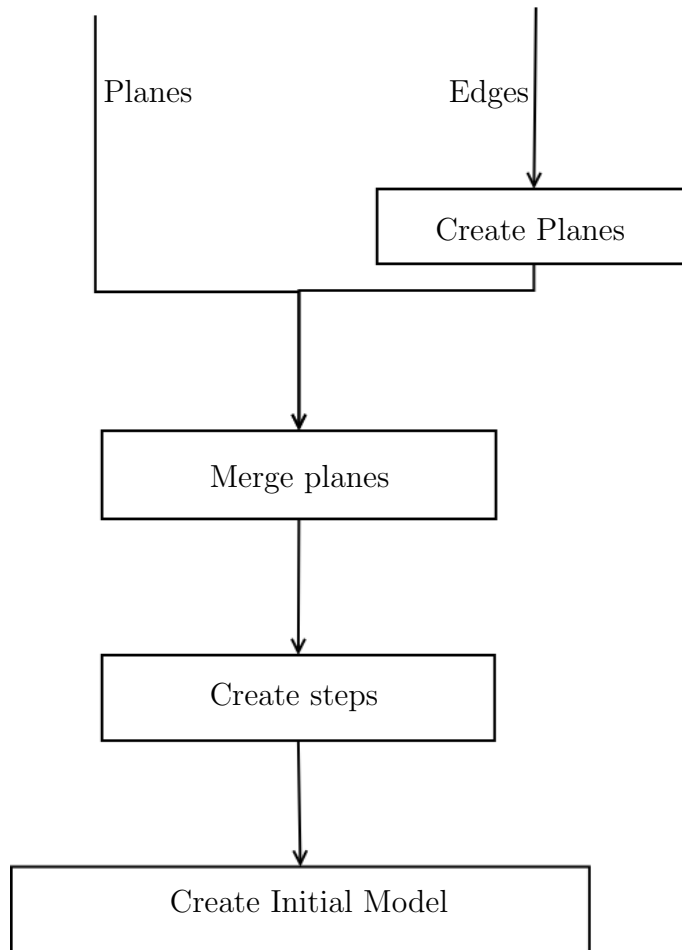 Planes
Edges
Create Planes
Merge planes
Create steps
Create Initial Model